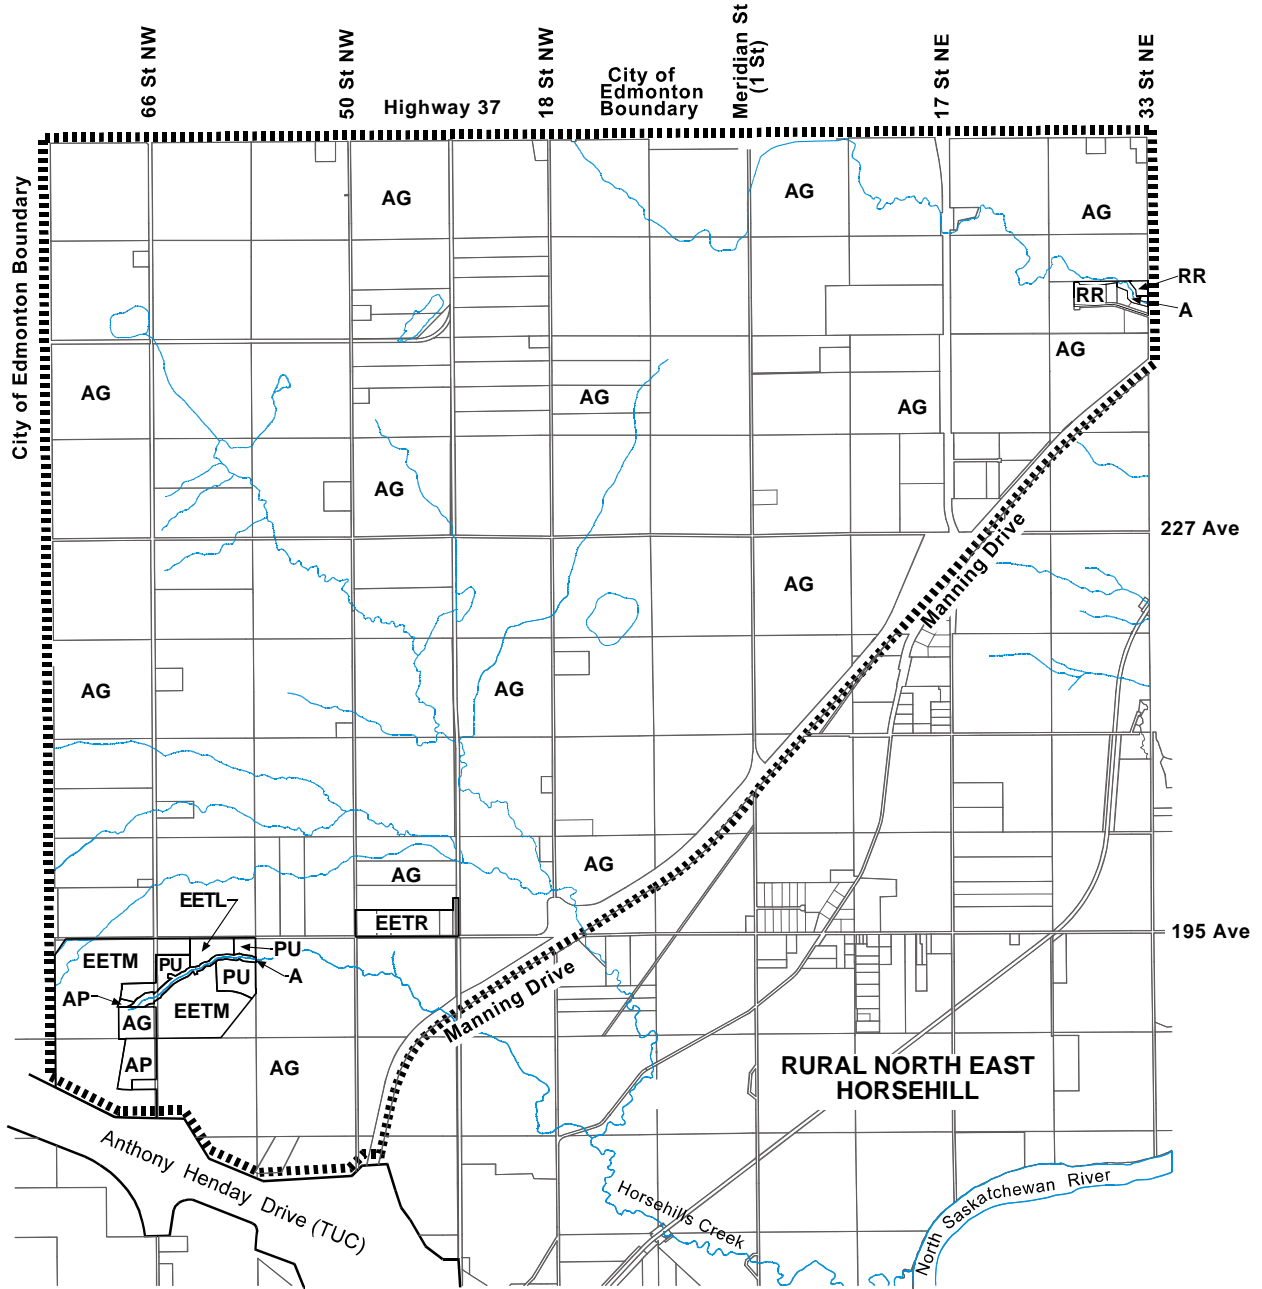 66 St NW
50 St NW
Highway 37
18 St NW
City of
Edmonton
Boundary
Meridian St
(1 St)
17 St NE
33 St NE
City of Edmonton Boundary
AG
AG
AG
RR
RR
A
AG
AG
AG
AG
AG
227 Ave
Manning Drive
AG
AG
AG
AG
AG
EETL
EETR
195 Ave
EETM
PU
PU
PU
A
AP
EETM
AG
Manning Drive
AP
AG
RURAL NORTH EAST
HORSEHILL
Anthony Henday Drive (TUC)
Horsehills Creek
North Saskatchewan River